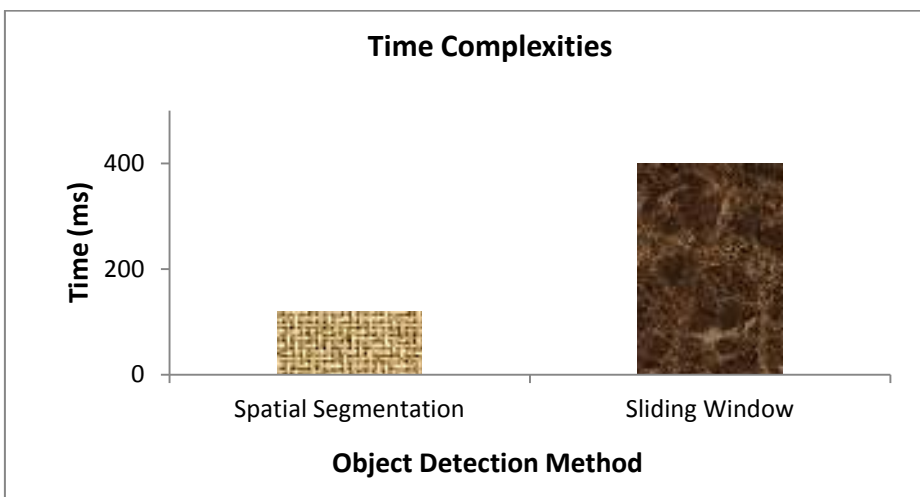 Time Complexities
Time (ms)
400
200
0
Spatial Segmentation
Sliding Window
Object Detection Method